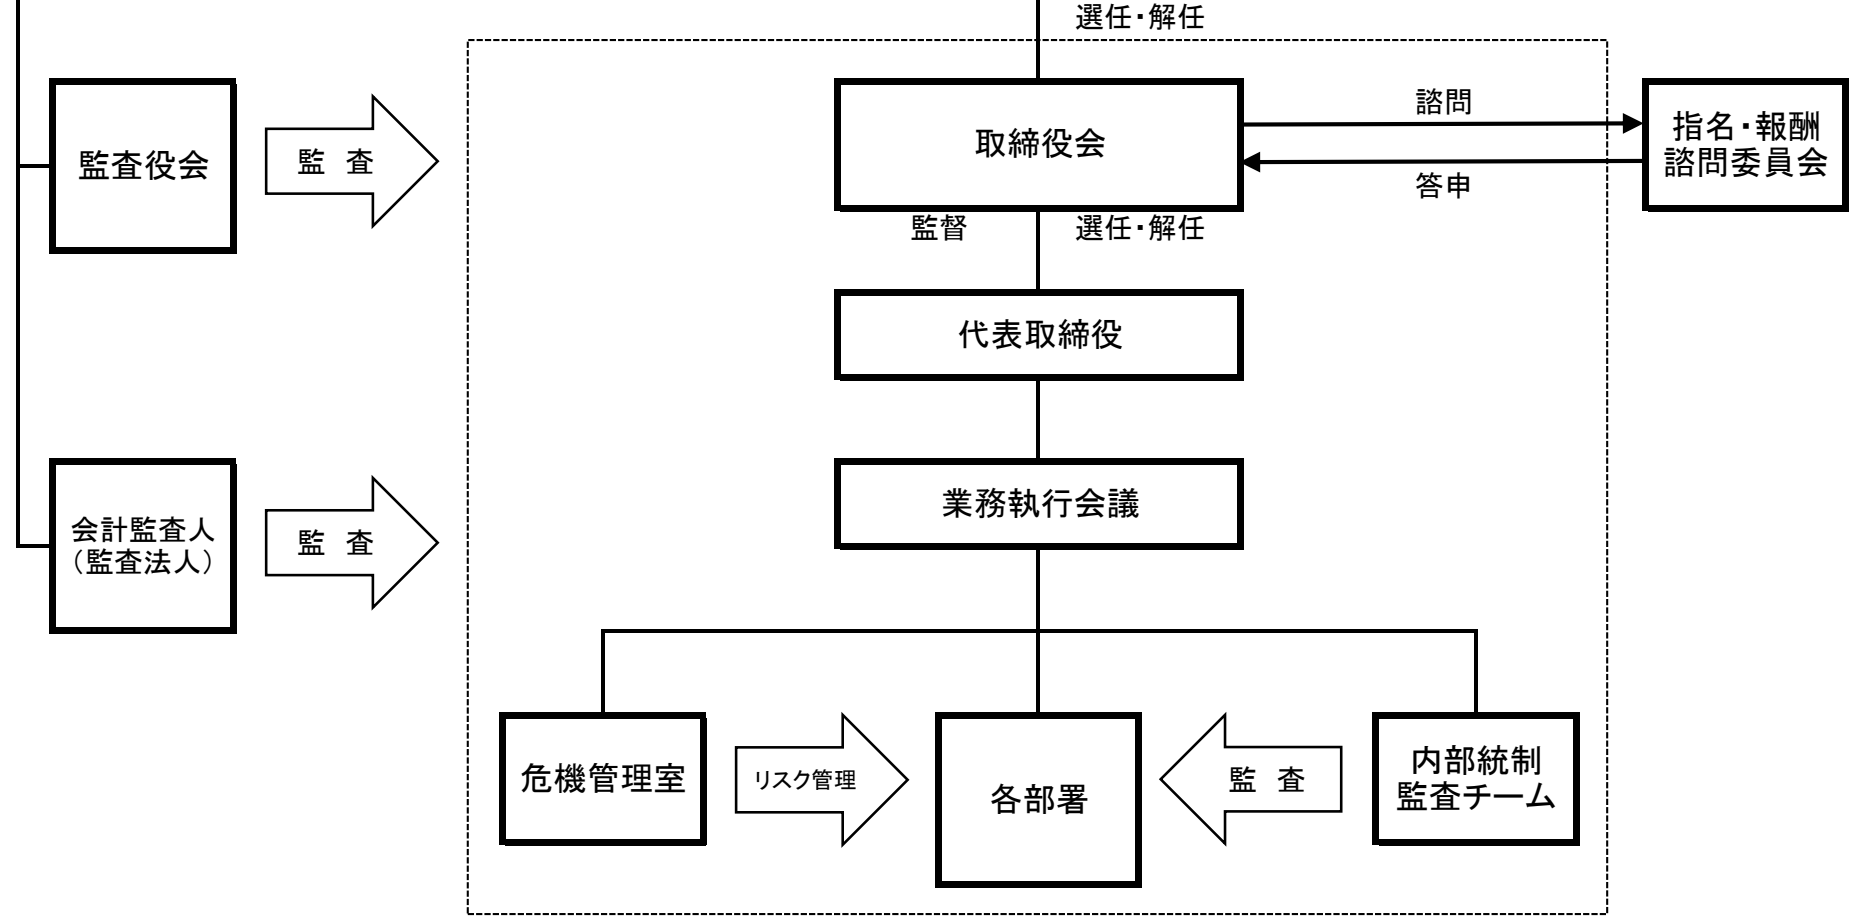 選任・解任
監査役会
監　査
取締役会
諮問
答申
指名・報酬
諮問委員会
監督
選任・解任
代表取締役
業務執行会議
会計監査人
（監査法人）
監　査
危機管理室
リスク管理
各部署
監　査
内部統制
監査チーム